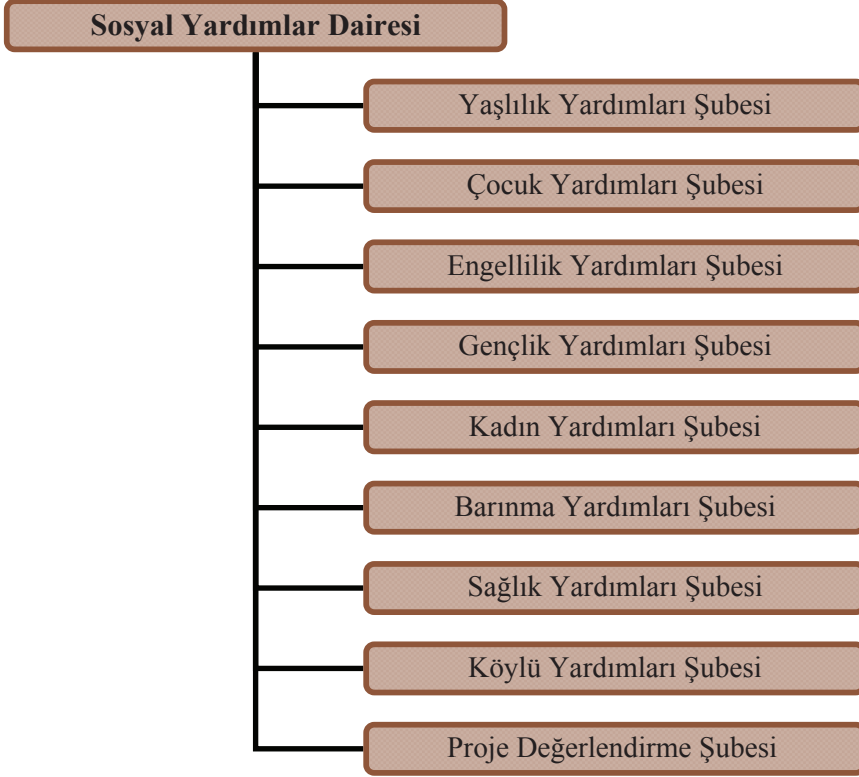 Sosyal Yardımlar Dairesi
Yaşlılık Yardımları Şubesi
Çocuk Yardımları Şubesi
Engellilik Yardımları Şubesi
Gençlik Yardımları Şubesi
Kadın Yardımları Şubesi
Barınma Yardımları Şubesi
Sağlık Yardımları Şubesi
Köylü Yardımları Şubesi
Proje Değerlendirme Şubesi